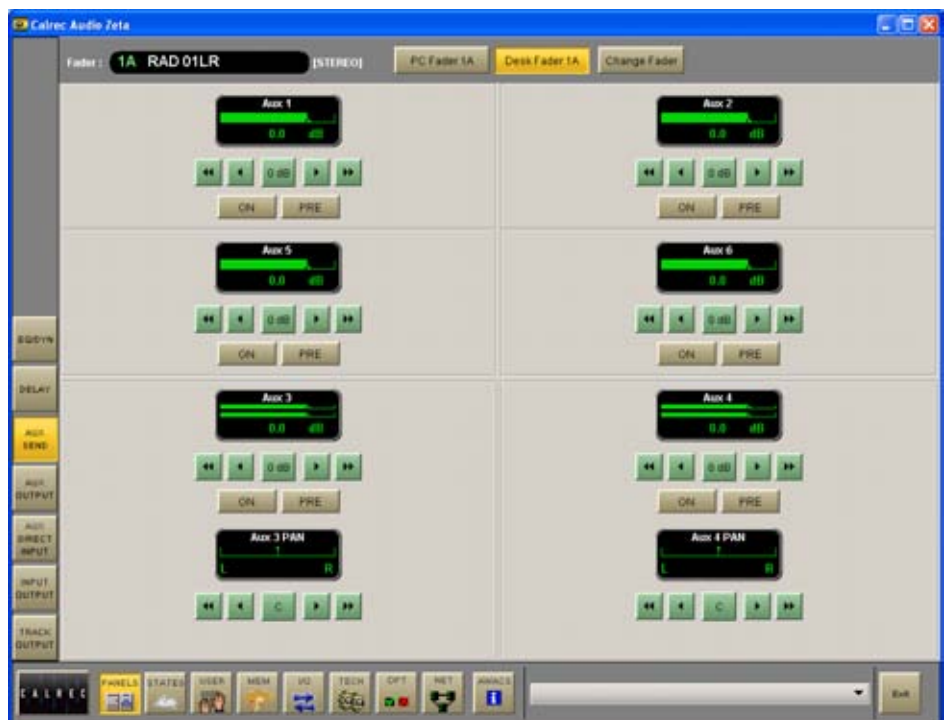 Calrec Audio Zeta
Fader : 1A RAD 01LR [STEREO] PC Fader 1A Desk Fader 1A Change Fader
Aux 1 Aux 2
0.0 dB 0.0 dB
0 dB 0 dB
ON PRE ON PRE
Aux 5 Aux 6
0.0 dB 0.0 dB
0 dB 0 dB
ON PRE ON PRE
EQ/DYN
DELAY
Aux 3 Aux 4
0.0 dB 0.0 dB
AUX
SEND
0 dB 0 dB
AUX
OUTPUT
ON PRE ON PRE
AUX
DIRECT
INPUT
Aux 3 PAN Aux 4 PAN
L R L R
INPUT
OUTPUT
C C
TRACK
OUTPUT
CALREC PANELS STATES USER MEM I/O TECH OPT NET AWACS Exit